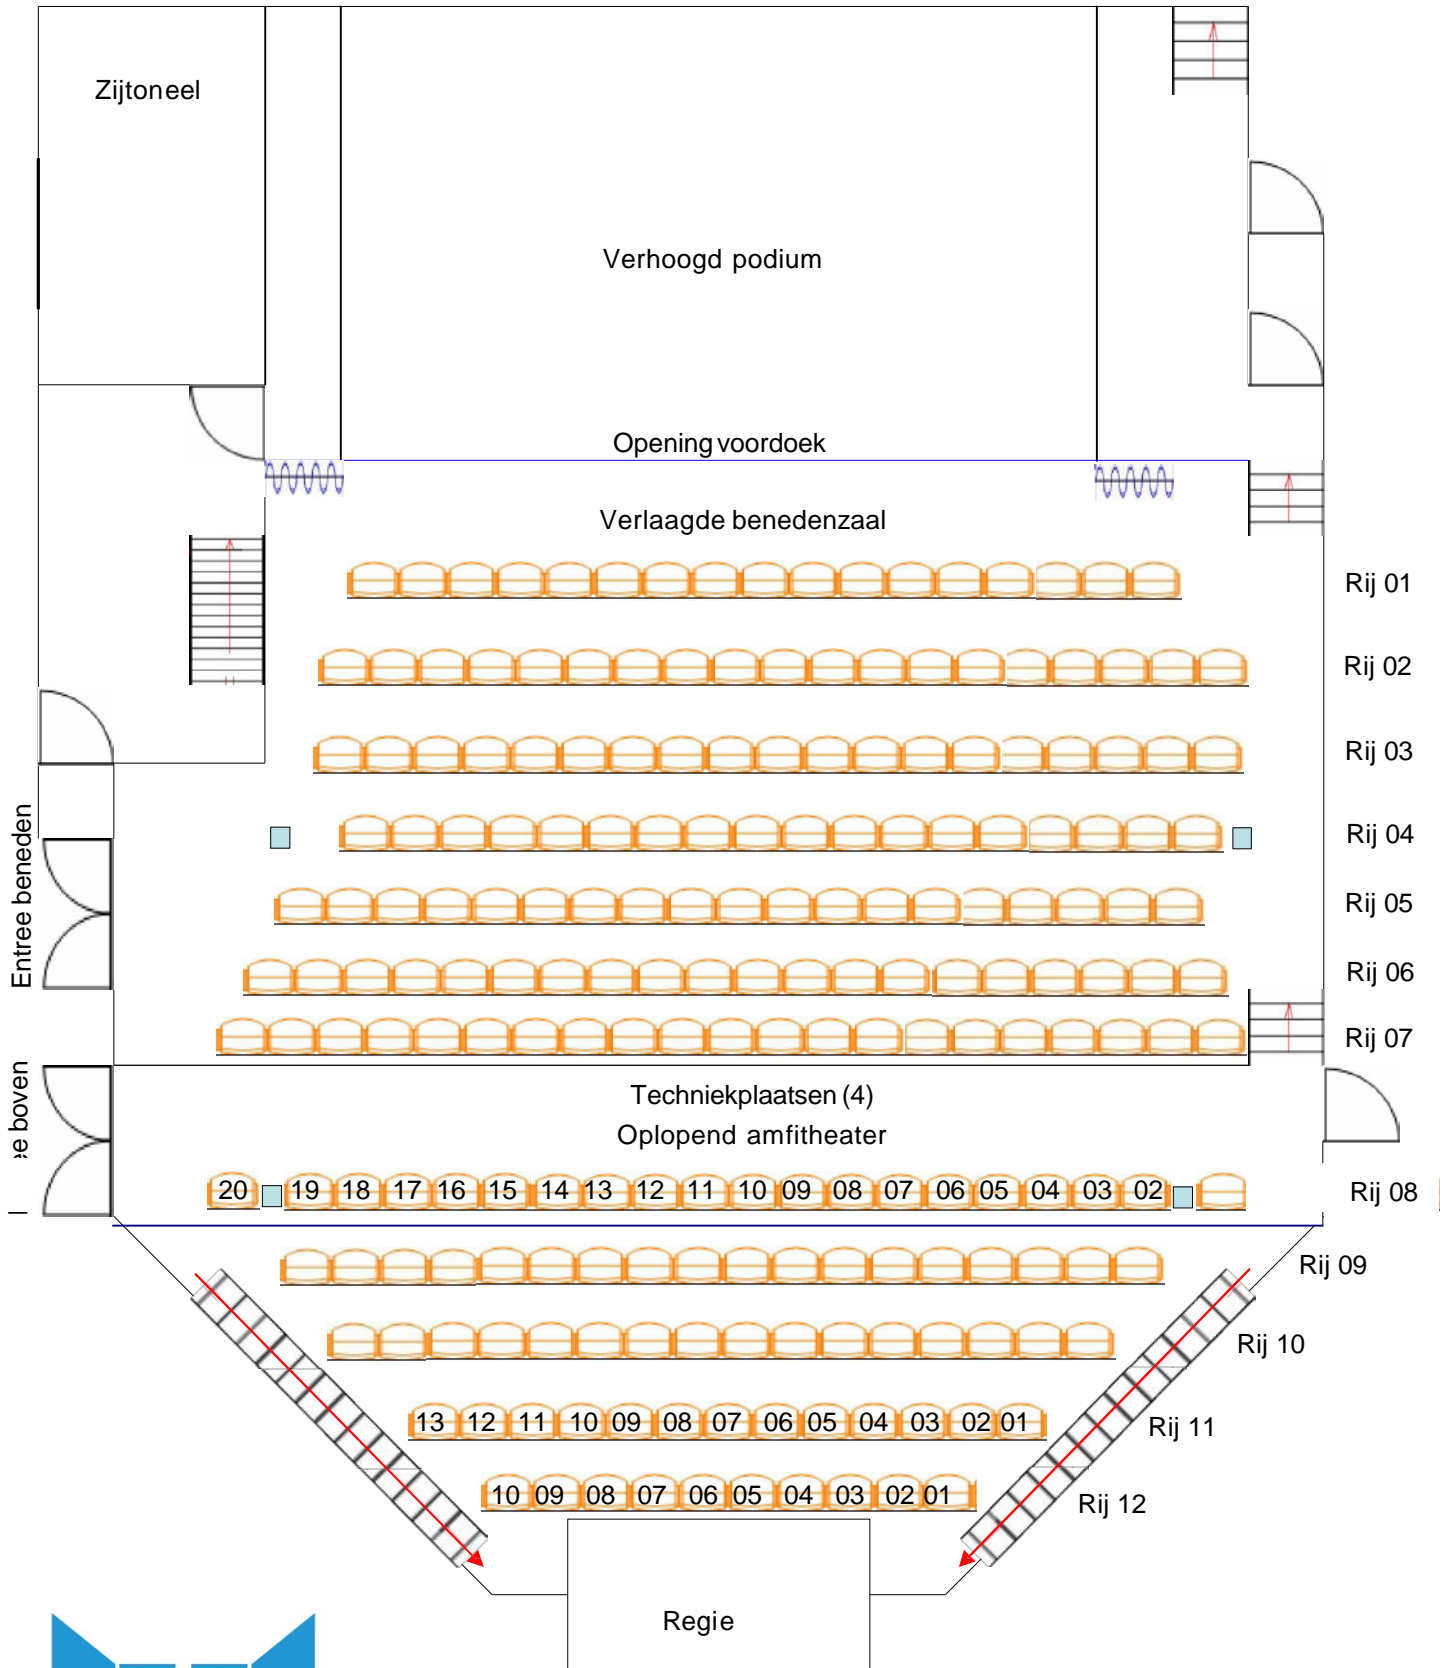 Zijtoneel
Verhoogd podium
Opening voordoek
Verlaagde benedenzaal
Rij 01
Rij 02
Rij 03
Rij 04
Entree beneden
Rij 05
Rij 06
Rij 07
ee boven
Techniekplaatsen (4)
Oplopend amfitheater
20 19 18 17 16 15 14 13 12 11 10 09 08 07 06 05 04 03 02 Rij 08
Rij 09
Rij 10
13 12 11 10 09 08 07 06 05 04 03 02 01 Rij 11
10 09 08 07 06 05 04 03 02 01 Rij 12
Regie